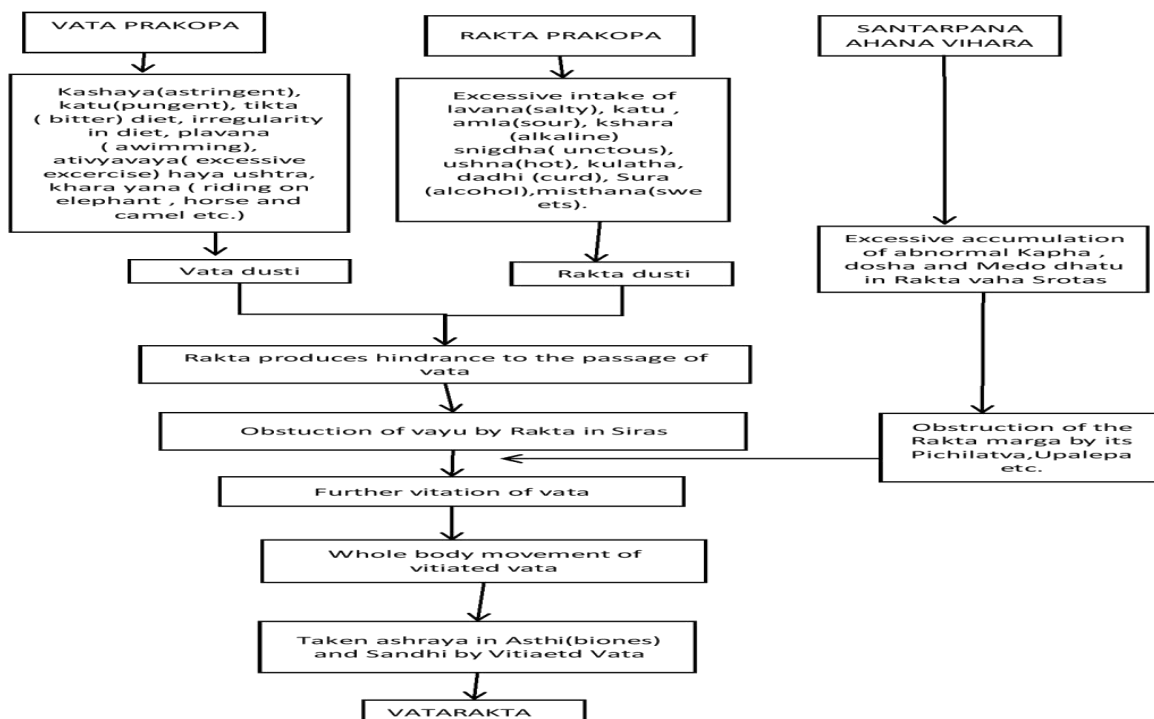 VATA PRAKOPA
Kashaya(astringent),
katu(pungent), tikta
( bitter) diet, irregularity
in diet, plavana
( awimming),
ativyavaya( excessive
excercise) haya ushtra,
khara yana ( riding on
elephant , horse and
camel etc.)
Vata dusti
RAKTA PRAKOPA
Excessive intake of
lavana(salty), katu ,
amla(sour), kshara
(alkaline)
snigdha( unctous),
ushna(hot), kulatha,
dadhi (curd), Sura
(alcohol),misthana(swe
ets).
Rakta dusti
SANTARPANA
AHANA VIHARA
Excessive accumulation
of abnormal Kapha ,
dosha and Medo dhatu
in Rakta vaha Srotas
Obstruction of the
Rakta marga by its
Pichilatva,Upalepa
etc.
Rakta produces hindrance to the passage of
vata
Obstuction of vayu by Rakta in Siras
Further vitation of vata
Whole body movement of
vitiated vata
Taken ashraya in Asthi(biones)
and Sandhi by Vitiaetd Vata
VATARAKTA